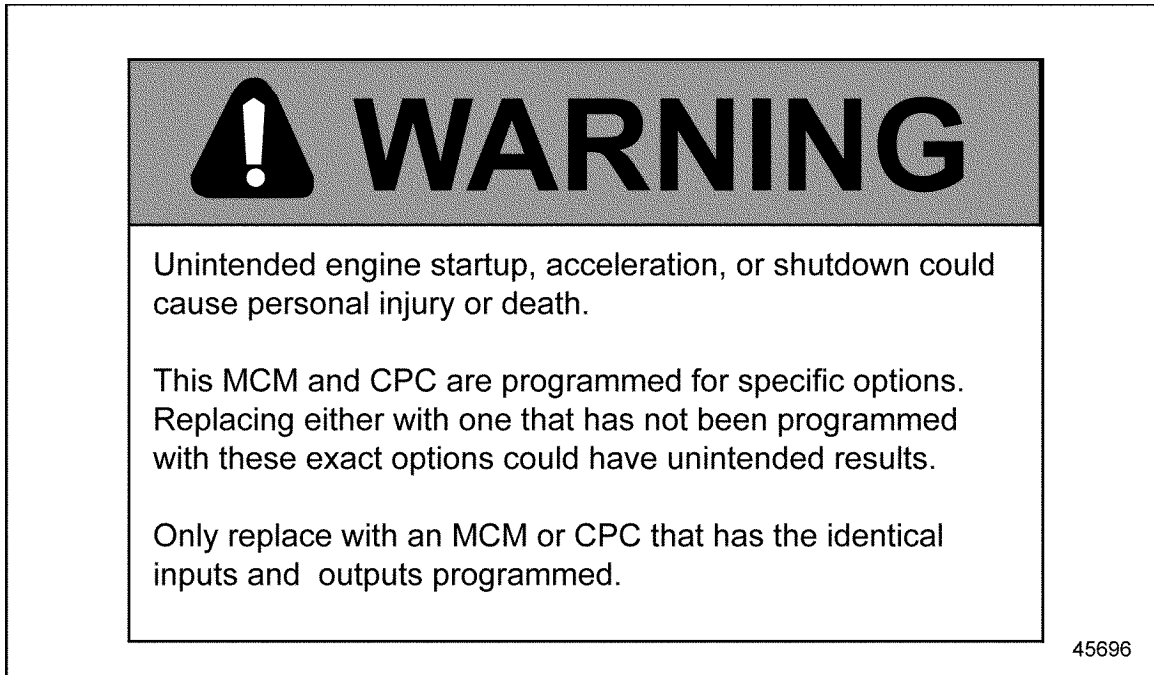 WARNING
Unintended engine startup, acceleration, or shutdown could
cause personal injury or death.
This MCM and CPC are programmed for specific options.
Replacing either with one that has not been programmed
with these exact options could have unintended results.
Only replace with an MCM or CPC that has the identical
inputs and  outputs programmed.
45696